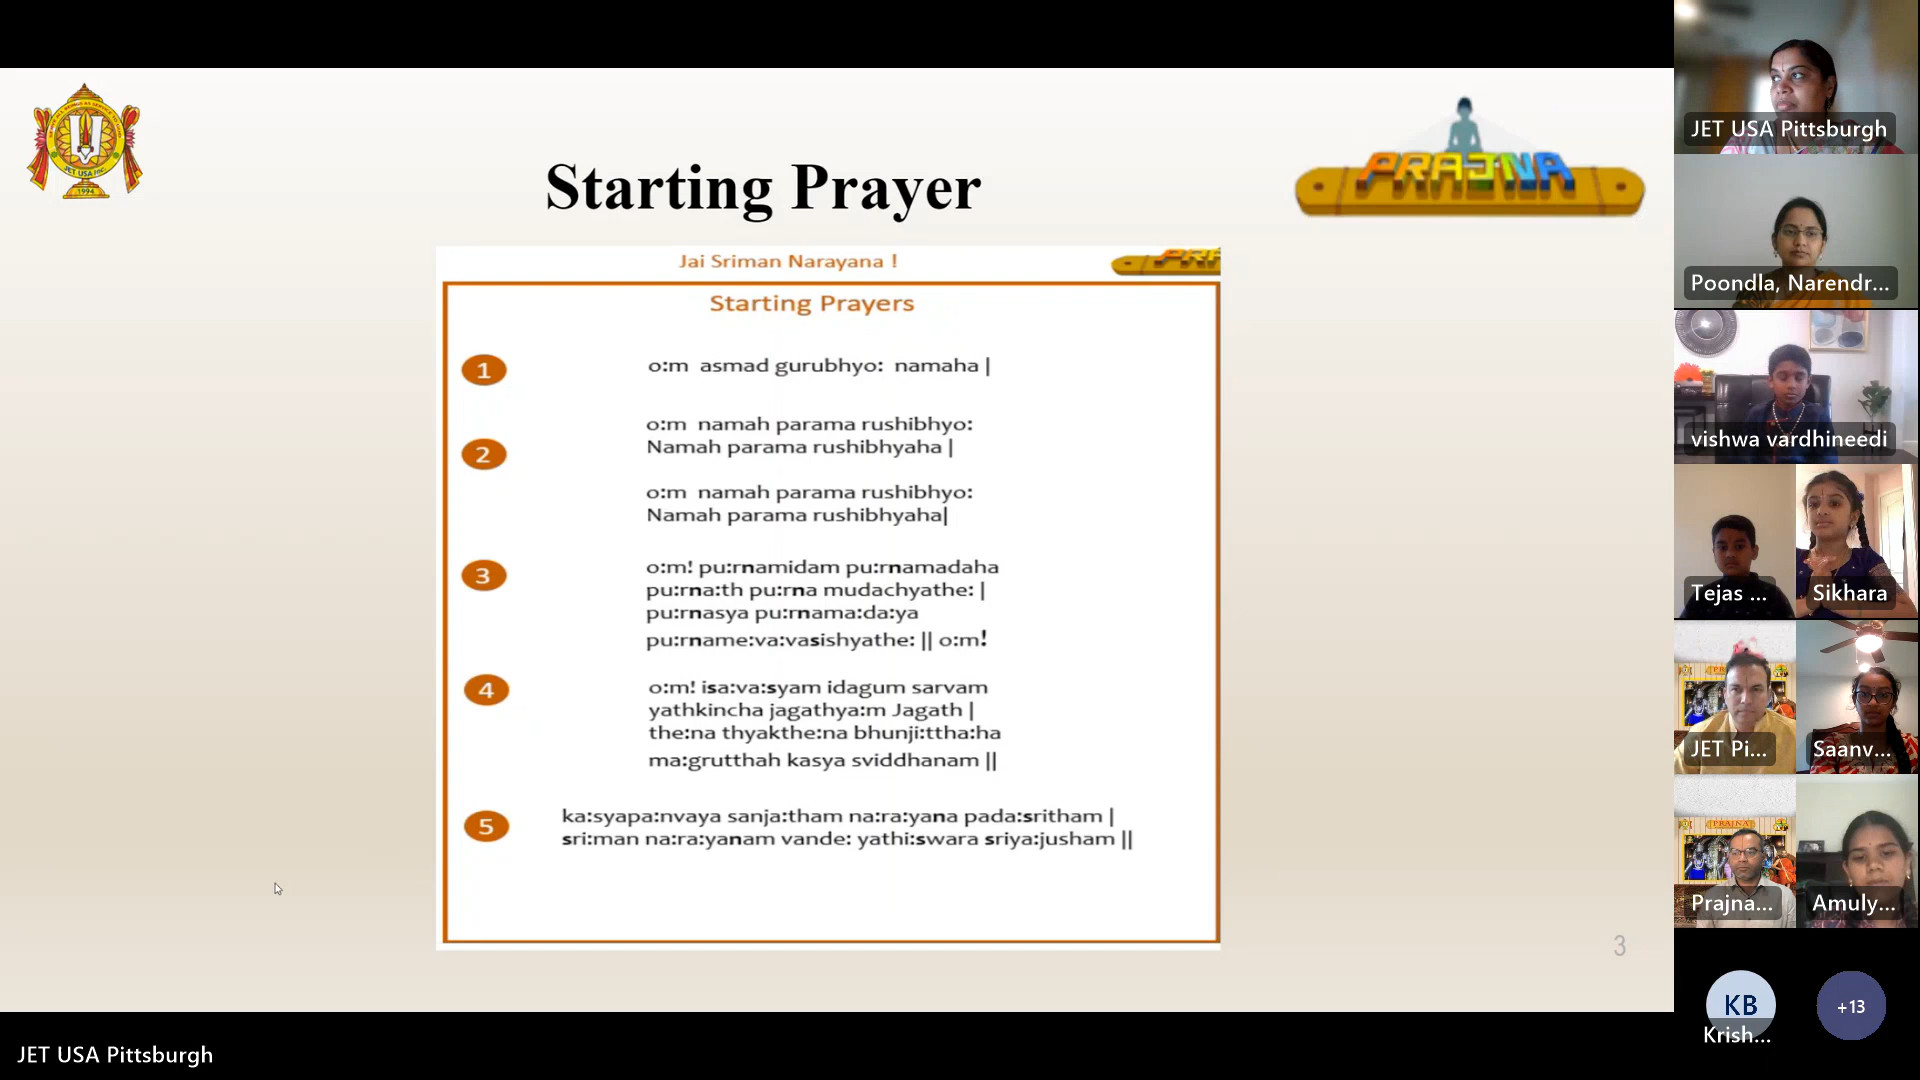 Starting Prayer
PRAJNA
JET USA Inc.
1994
Jai Sriman Narayana !
Starting Prayers
1
o:m asmad gurubhyo: namaha |
2
o:m namah parama rushibhyo:
Namah parama rushibhyaha |
o:m namah parama rushibhyo:
Namah parama rushibhyaha|
3
o:m! pu:rnamidam pu:rnamadaha
pu:rna:th pu:rna mudachyathe: |
pu:rnasya pu:rnama:da:ya
pu:rname:va:vasishyathe: || o:m!
4
o:m! isa:va:syam idagum sarvam
yathkincha jagathya:m Jagath |
the:na thyakthe:na bhunji:ttha:ha
ma:grutthah kasya sviddhanam ||
5
ka:syapa:nvaya sanja:tham na:ra:yana pada:sritham |
sri:man na:ra:yanam vande: yathi:swara sriya:jusham ||
3
JET USA Pittsburgh
JET USA Pittsburgh
Poondla, Narendr...
vishwa vardhineedi
Tejas ...
Sikhara
JET Pi...
Saanv...
Prajna...
Amuly...
KB
Krish...
+13